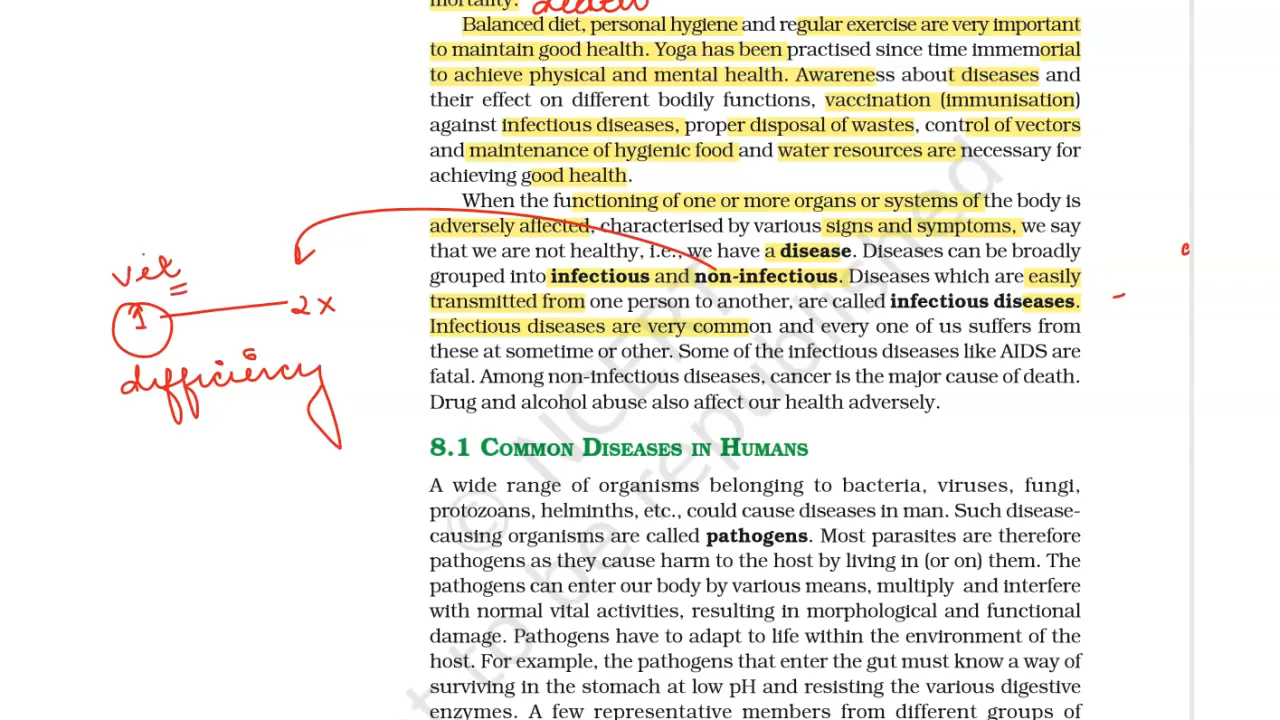 mortality. death
Balanced diet, personal hygiene and regular exercise are very important
to maintain good health. Yoga has been practised since time immemorial
to achieve physical and mental health. Awareness about diseases and
their effect on different bodily functions, vaccination (immunisation)
against infectious diseases, proper disposal of wastes, control of vectors
and maintenance of hygienic food and water resources are necessary for
achieving good health.
When the functioning of one or more organs or systems of the body is
adversely affected, characterised by various signs and symptoms, we say
that we are not healthy, i.e., we have a disease. Diseases can be broadly
grouped into infectious and non-infectious. Diseases which are easily
transmitted from one person to another, are called infectious diseases.
Infectious diseases are very common and every one of us suffers from
these at sometime or other. Some of the infectious diseases like AIDS are
fatal. Among non-infectious diseases, cancer is the major cause of death.
Drug and alcohol abuse also affect our health adversely.
vit
1 2 x
difficiency
8.1 COMMON DISEASES IN HUMANS
A wide range of organisms belonging to bacteria, viruses, fungi,
protozoans, helminths, etc., could cause diseases in man. Such disease-
causing organisms are called pathogens. Most parasites are therefore
pathogens as they cause harm to the host by living in (or on) them. The
pathogens can enter our body by various means, multiply and interfere
with normal vital activities, resulting in morphological and functional
damage. Pathogens have to adapt to life within the environment of the
host. For example, the pathogens that enter the gut must know a way of
surviving in the stomach at low pH and resisting the various digestive
enzymes. A few representative members from different groups of
© NCERT
t to be republished